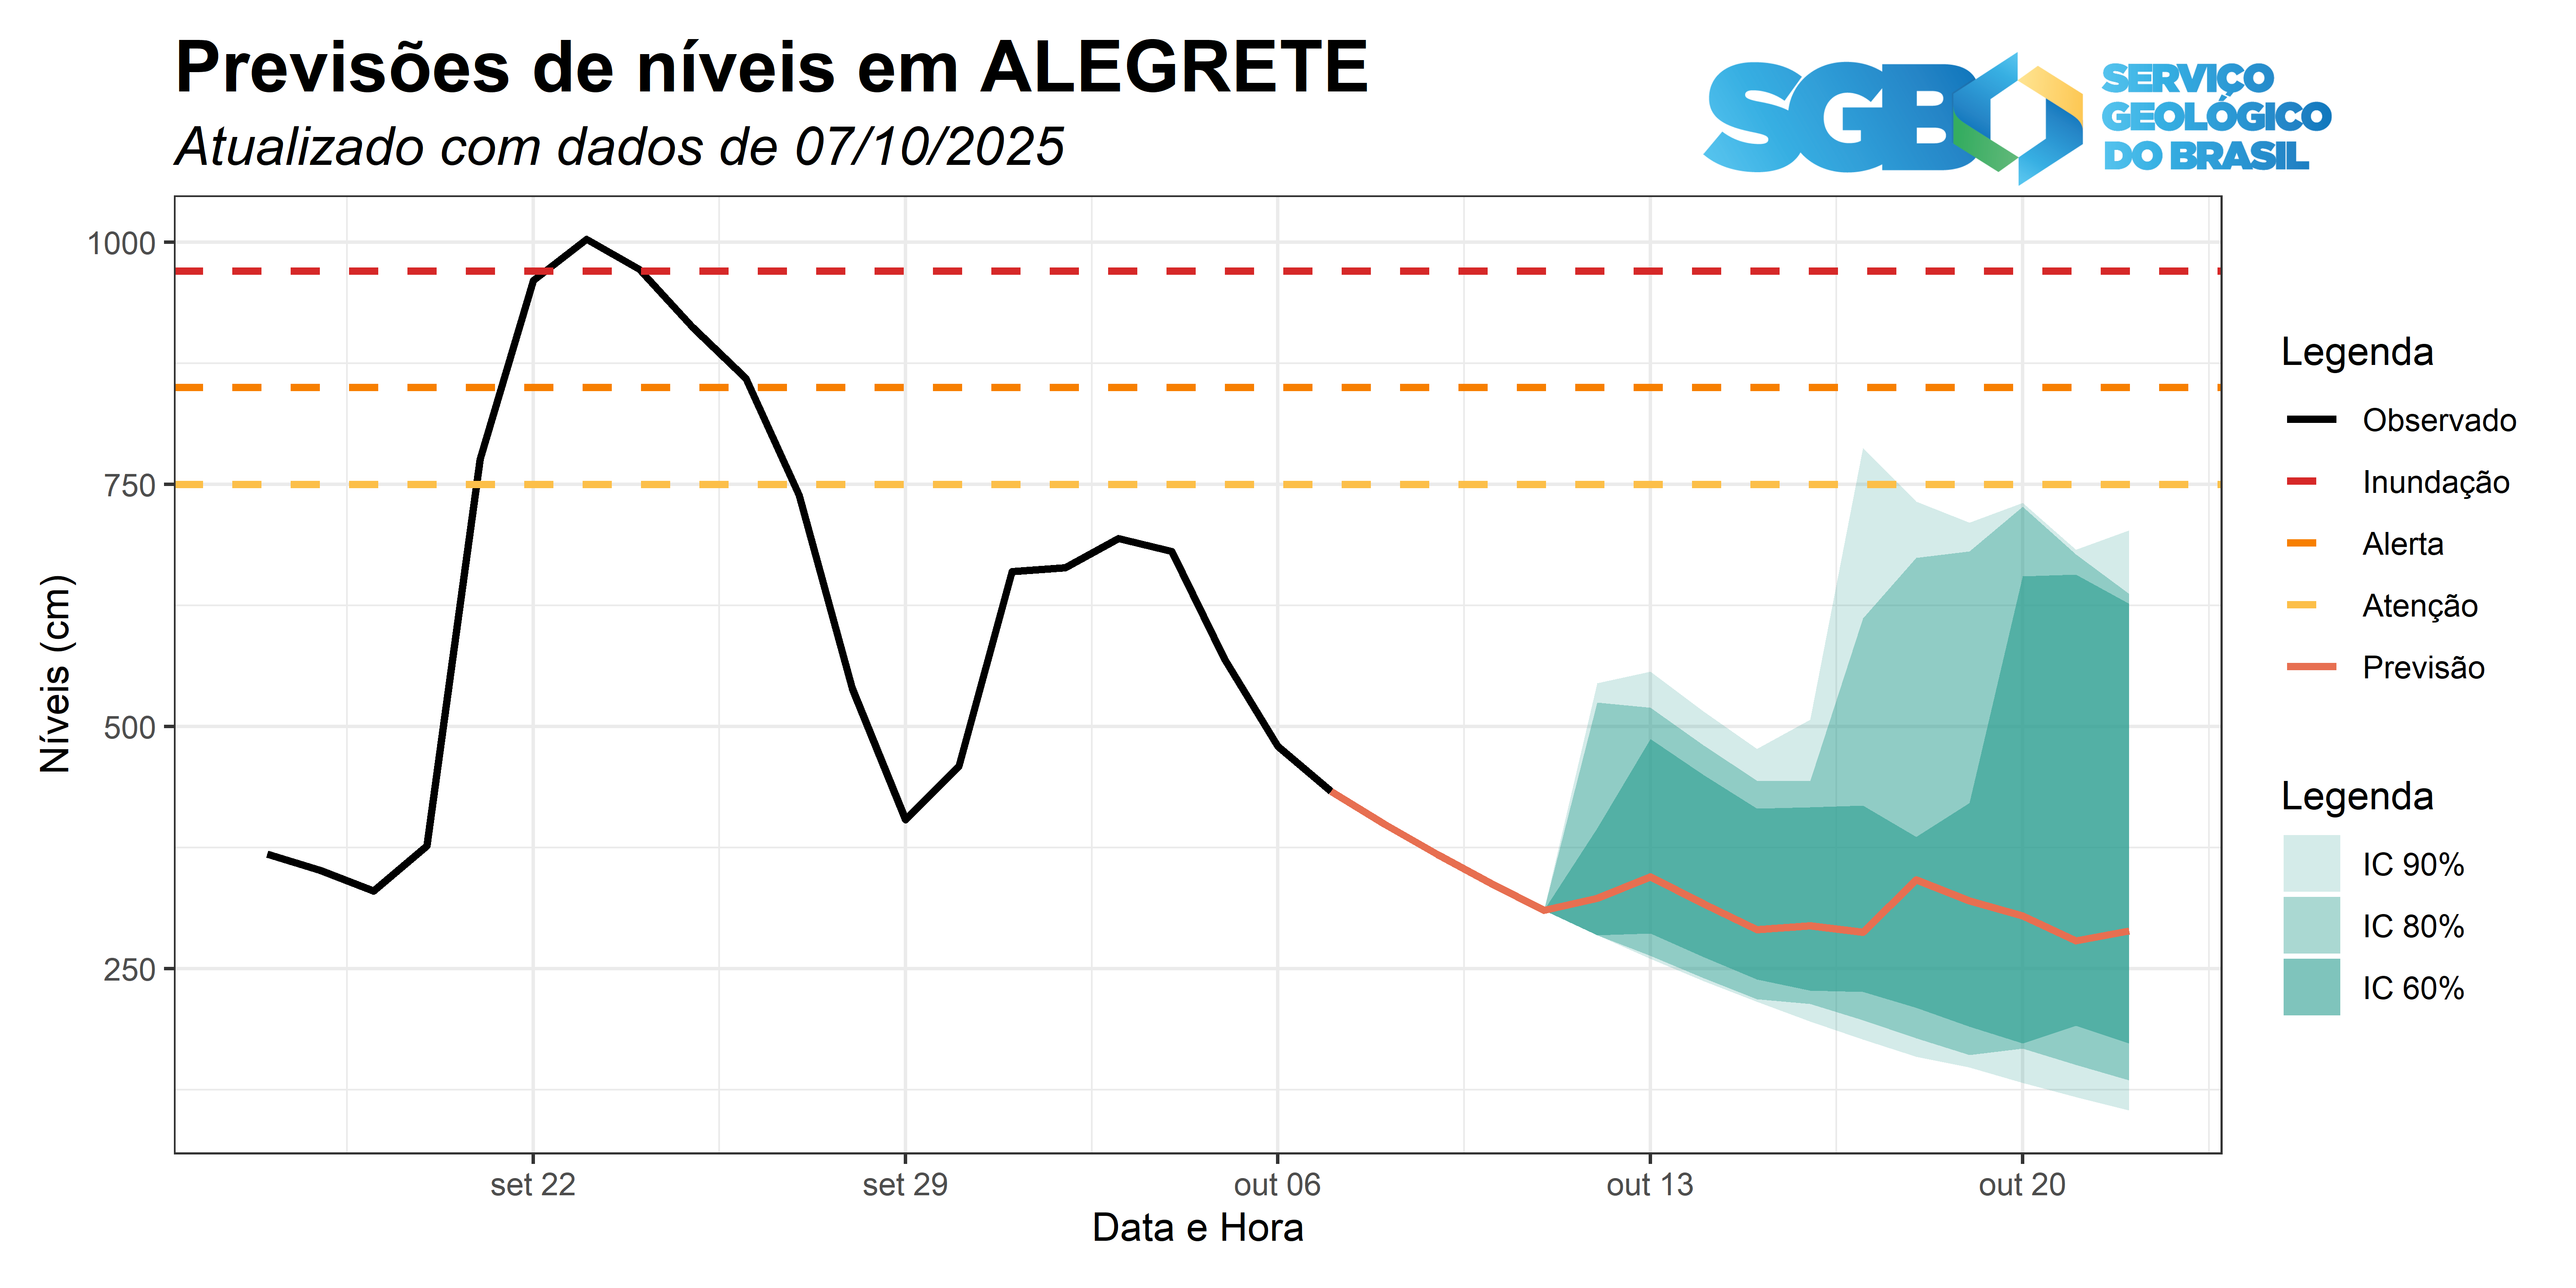 Previsões de níveis em ALEGRETE
Atualizado com dados de 07/10/2025
SGB
SERVIÇO
GEOLÓGICO
DO BRASIL
1000
750
500
250
Níveis (cm)
set 22
set 29
out 06
out 13
out 20
Data e Hora
Legenda
Observado
Inundação
Alerta
Atenção
Previsão
Legenda
IC 90%
IC 80%
IC 60%